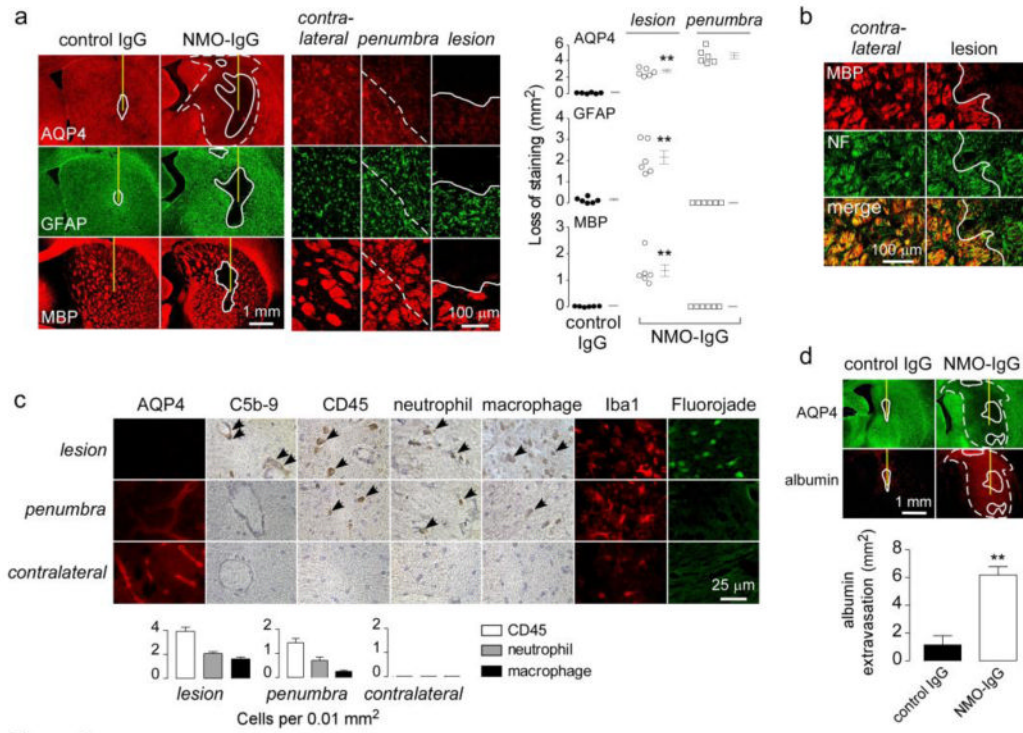 a
control IgG NMO-IgG
contra-
lateral penumbra lesion
AQP4
GFAP
MBP
1 mm
100 µm
lesion penumbra
AQP4
6
4
2
0
GFAP
4
3
2
1
0
MBP
3
2
1
0
Loss of staining (mm2)
**
**
**
control
IgG
NMO-IgG
b
contra-
lateral lesion
MBP
NF
merge
100 µm
c
AQP4 C5b-9 CD45 neutrophil macrophage Iba1 Fluorojade
lesion
penumbra
contralateral
25 µm
4
2
0
2
1
0
2
1
0
CD45
neutrophil
macrophage
lesion penumbra contralateral
Cells per 0.01 mm2
d
control IgG NMO-IgG
AQP4
albumin
1 mm
albumin
extravasation (mm2)
8
6
4
2
0
**
control IgG
NMO-IgG